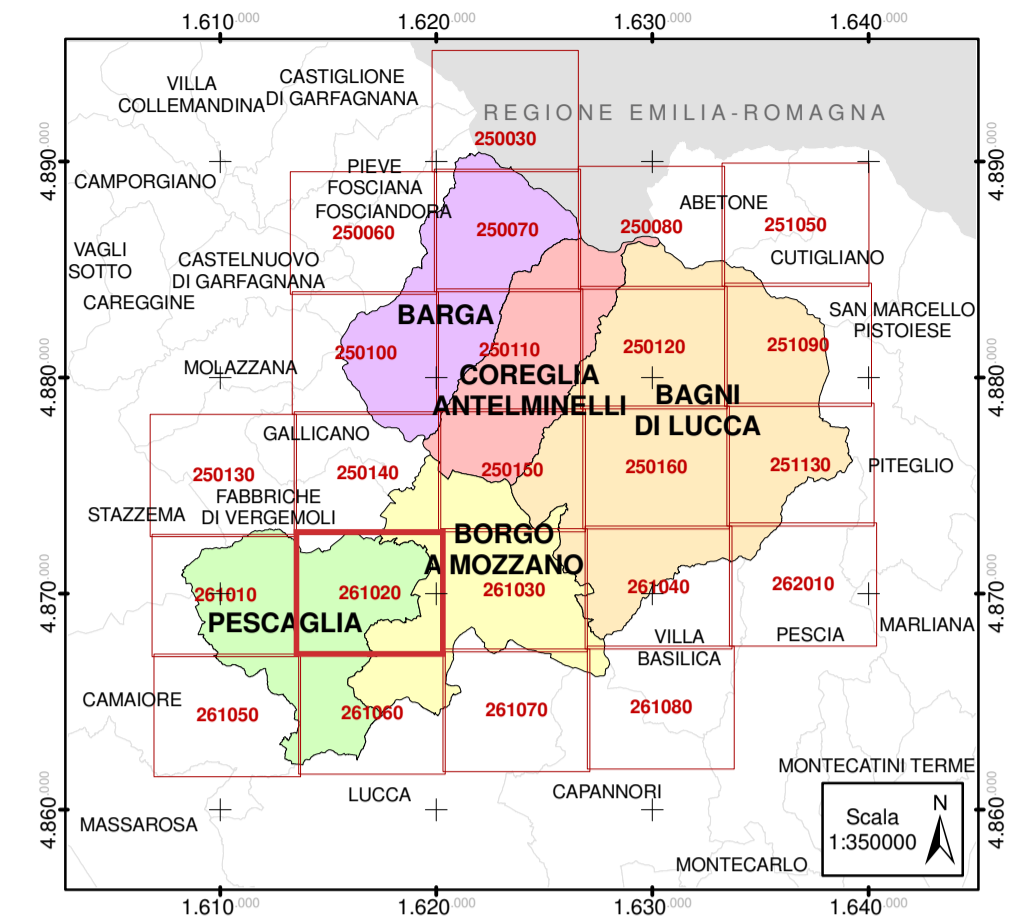 1.610.000 1.620.000 1.630.000 1.640.000
VILLA
COLLEMANDINA
CASTIGLIONE
DI GARFAGNANA
REGIONE EMILIA-ROMAGNA
250030
4.890.000
4.890.000
CAMPORGIANO
PIEVE
FOSCIANA
FOSCIANDORA
250060
250070
250080
ABETONE
251050
CUTIGLIANO
VAGLI
SOTTO
CASTELNUOVO
DI GARFAGNANA
CAREGGINE
BARGA
SAN MARCELLO
PISTOIESE
250100
250110
250120
251090
MOLAZZANA
4.880.000
4.880.000
COREGLIA
ANTELMINELLI
BAGNI
DI LUCCA
GALLICANO
250130
250140
250150
250160
251130
PITEGLIO
FABBRICHE
DI VERGEMOLI
STAZZEMA
BORGO
A MOZZANO
4.870.000
4.870.000
261010
261020
261030
261040
262010
PESCAGLIA
VILLA
BASILICA
PESCIA
MARLIANA
CAMAIORE
261050
261060
261070
261080
MONTECATINI TERME
LUCCA
CAPANNORI
4.860.000
4.860.000
MASSAROSA
Scala
1:350000
N
MONTECARLO
1.610.000 1.620.000 1.630.000 1.640.000